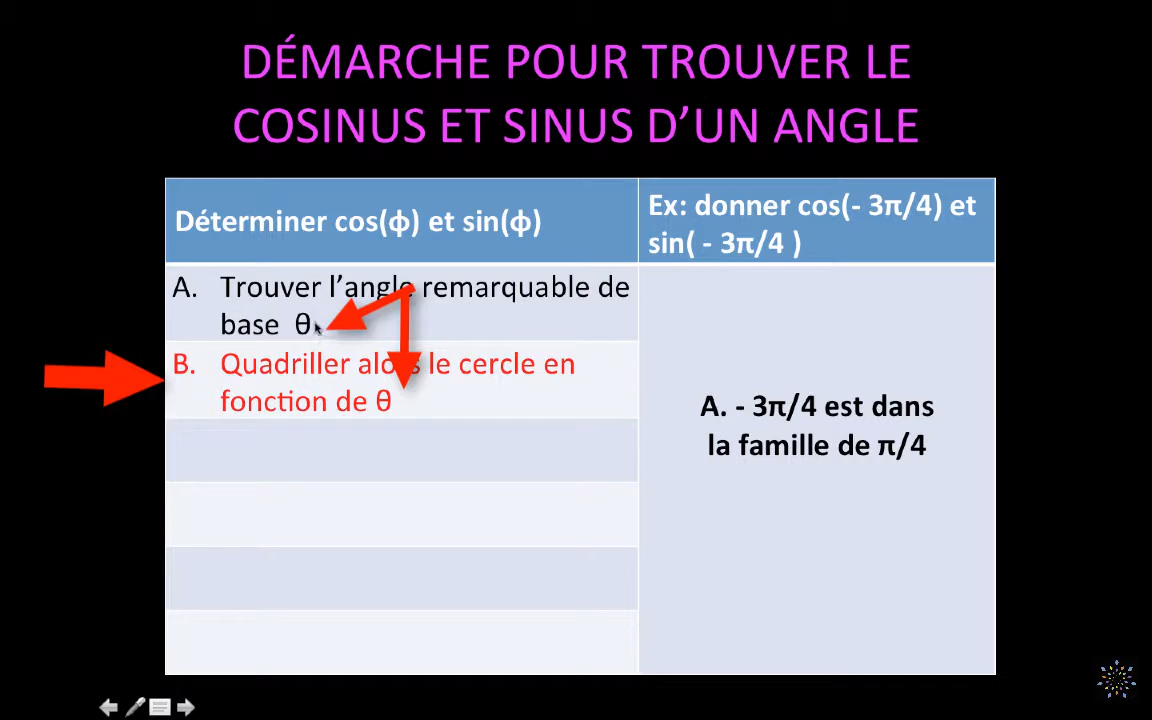 DÉMARCHE POUR TROUVER LE
COSINUS ET SINUS D’UN ANGLE
Déterminer cos(ϕ) et sin(ϕ)
Ex: donner cos(- 3π/4) et
sin( - 3π/4 )
A. Trouver l’angle remarquable de
base θ
B. Quadriller alors le cercle en
fonction de θ
A. - 3π/4 est dans
la famille de π/4